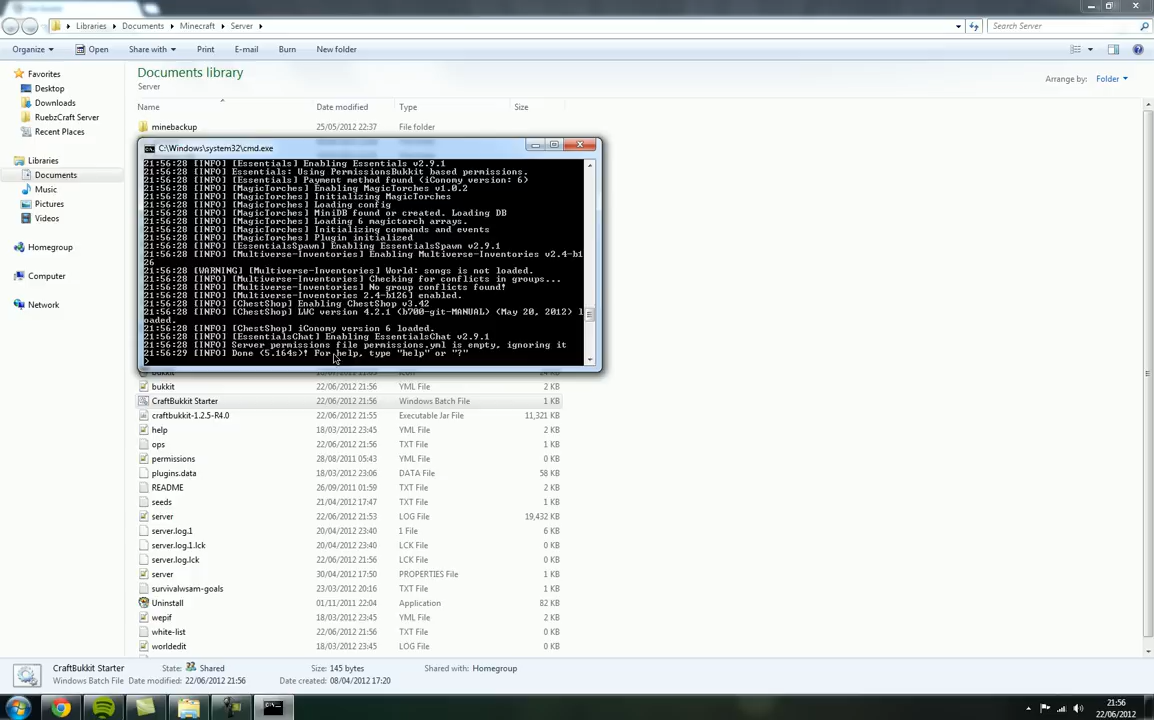 Libraries
Documents
Minecraft
Server
Search Server
Organize
Open
Share with
Print
E-mail
Burn
New folder
Favorites
Desktop
Downloads
RuebzCraft Server
Recent Places
Libraries
Documents
Music
Pictures
Videos
Homegroup
Computer
Network
Documents library
Server
Arrange by: Folder
Name Date modified Type Size
minebackup 25/05/2012 22:37 File folder
C:\Windows\system32\cmd.exe
21:56:28 [INFO] [Essentials] Enabling Essentials v2.9.1
21:56:28 [INFO] Essentials: Using PermissionsBukkit based permissions.
21:56:28 [INFO] [Essentials] Payment method found (iConomy version: 6)
21:56:28 [INFO] [MagicTorches] Enabling MagicTorches v1.0.2
21:56:28 [INFO] [MagicTorches] Initializing MagicTorches
21:56:28 [INFO] [MagicTorches] Loading config
21:56:28 [INFO] [MagicTorches] MiniDB found or created. Loading DB
21:56:28 [INFO] [MagicTorches] Loading 6 magictorch arrays.
21:56:28 [INFO] [MagicTorches] Initializing commands and events
21:56:28 [INFO] [MagicTorches] Plugin initialized
21:56:28 [INFO] [EssentialsSpawn] Enabling EssentialsSpawn v2.9.1
21:56:28 [INFO] [Multiverse-Inventories] Enabling Multiverse-Inventories v2.4-b1
26
21:56:28 [WARNING] [Multiverse-Inventories] World: songs is not loaded.
21:56:28 [INFO] [Multiverse-Inventories] Checking for conflicts in groups...
21:56:28 [INFO] [Multiverse-Inventories] No group conflicts found!
21:56:28 [INFO] [Multiverse-Inventories 2.4-b126] enabled.
21:56:28 [INFO] [ChestShop] Enabling ChestShop v3.42
21:56:28 [INFO] [ChestShop] LWC version 4.2.1 (b700-git-MANUAL) (May 20, 2012) l
oaded.
21:56:28 [INFO] [ChestShop] iConomy version 6 loaded.
21:56:28 [INFO] [EssentialsChat] Enabling EssentialsChat v2.9.1
21:56:28 [INFO] Server permissions file permissions.yml is empty, ignoring it
21:56:29 [INFO] Done (5.164s)! For help, type "help" or "?"
>
bukkit 22/06/2012 21:56 YML File 2 KB
CraftBukkit Starter 22/06/2012 21:56 Windows Batch File 1 KB
craftbukkit-1.2.5-R4.0 22/06/2012 21:55 Executable Jar File 11,321 KB
help 18/03/2012 23:45 YML File 2 KB
ops 22/06/2012 21:56 TXT File 1 KB
permissions 28/08/2011 05:43 YML File 0 KB
plugins.data 18/03/2012 23:06 DATA File 58 KB
README 26/09/2011 01:59 TXT File 2 KB
seeds 21/04/2012 17:47 TXT File 1 KB
server 22/06/2012 21:53 LOG File 19,432 KB
server.log.1 20/04/2012 23:40 1 File 6 KB
server.log.1.lck 20/04/2012 23:40 LCK File 0 KB
server.log.lck 22/06/2012 21:56 LCK File 0 KB
server 30/04/2012 17:50 PROPERTIES File 1 KB
survivalwsam-goals 23/03/2012 20:16 TXT File 1 KB
Uninstall 01/11/2011 22:04 Application 82 KB
wepif 18/03/2012 23:45 YML File 2 KB
white-list 22/06/2012 21:56 TXT File 0 KB
worldedit 18/03/2012 23:45 LOG File 0 KB
CraftBukkit Starter State: Shared Size: 145 bytes Shared with: Homegroup
Windows Batch File Date modified: 22/06/2012 21:56 Date created: 08/04/2012 17:20
21:56
22/06/2012